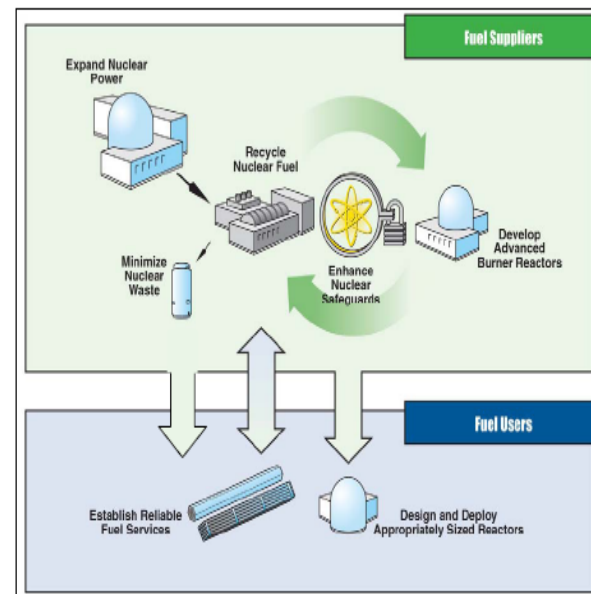 Fuel Suppliers
Expand Nuclear
Power
Recycle
Nuclear Fuel
Minimize
Nuclear
Waste
Enhance
Nuclear
Safeguards
Develop
Advanced
Burner Reactors
Fuel Users
Establish Reliable
Fuel Services
Design and Deploy
Appropriately Sized Reactors